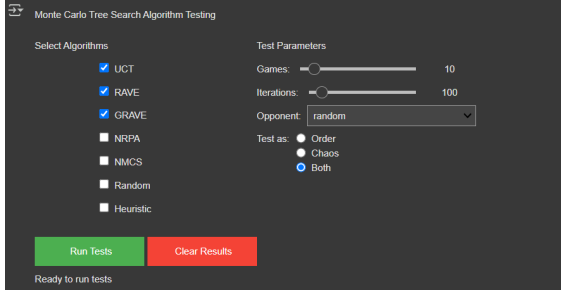 Monte Carlo Tree Search Algorithm Testing
Select Algorithms
Test Parameters
UCT
RAVE
GRAVE
NRPA
NMCS
Random
Heuristic
Games: 10
Iterations: 100
Opponent: random
Test as: Order
Chaos
Both
Run Tests
Clear Results
Ready to run tests